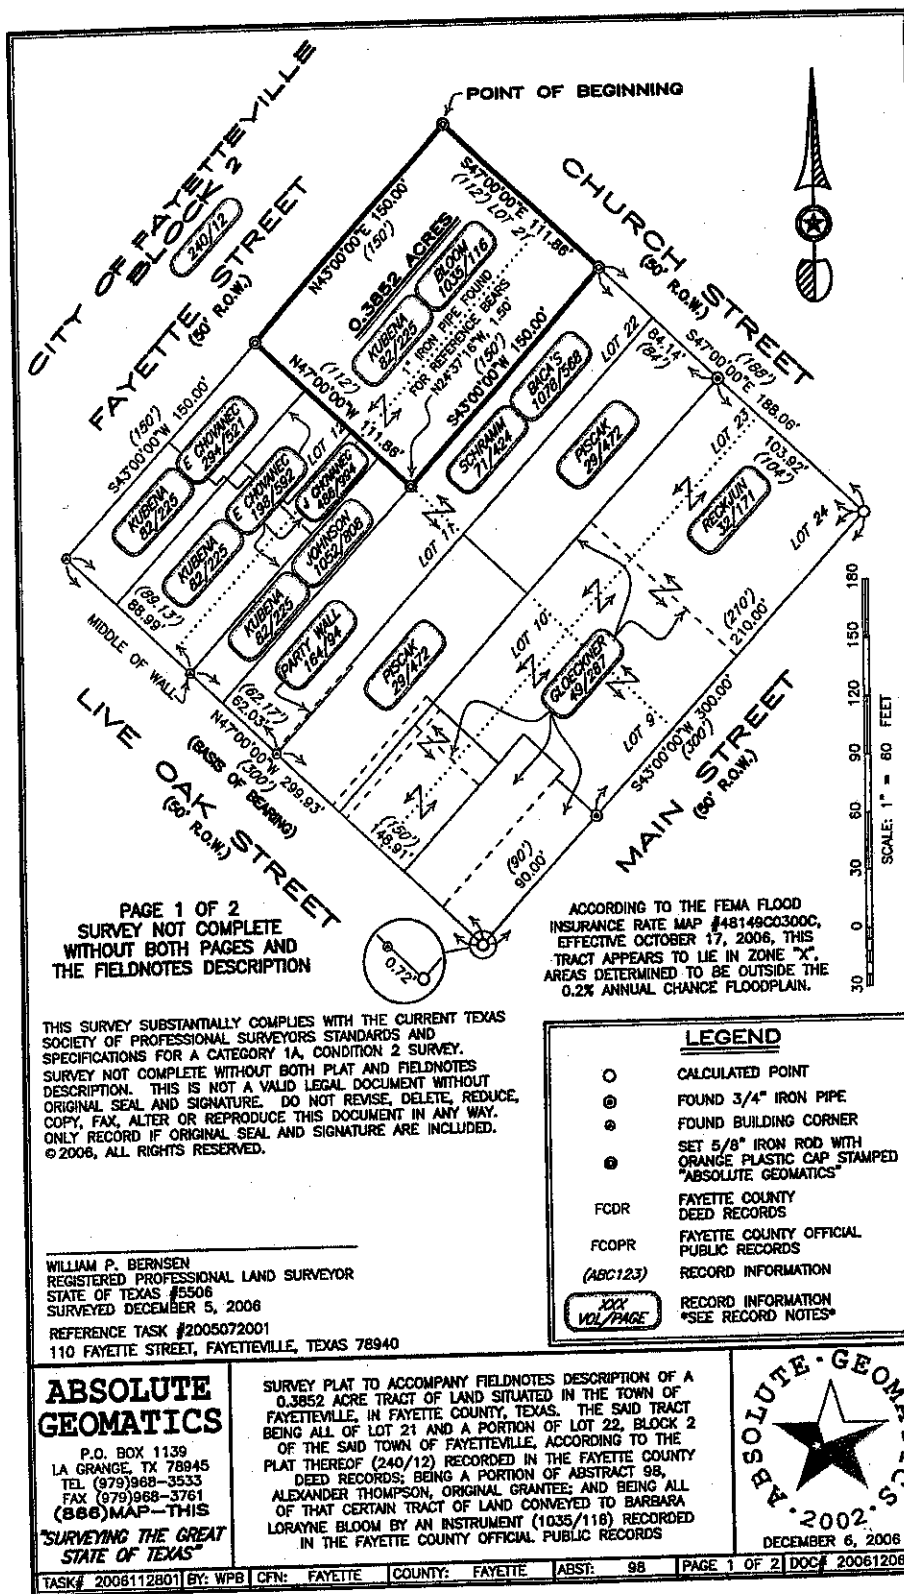 POINT OF BEGINNING
CITY OF FAYETTEVILLE
BLOCK 2
240/12
FAYETTE STREET
(50' R.O.W.)
CHURCH STREET
(50' R.O.W.)
S47°00'00"E 111.86'
(112') LOT 21
N43°00'00"E 150.00'
(150')
0.3852 ACRES
KUBENA
82/225
BLOOM
1035/116
1" IRON PIPE FOUND
FOR REFERENCE BEARS
N24°37'16"W, 1.50'
(150')
S43°00'00"W 150.00'
(112')
N47°00'00"W 111.86'
LOT 22
84.14'
(84')
S47°00'00"E 188.06'
(188')
LOT 23
103.92'
(104')
LOT 24
(150')
S43°00'00"W 150.00'
E CHOVANEC
294/521
KUBENA
82/225
E CHOVANEC
198/592
LOT 12
J CHOVANEC
KUBENA
82/225
JOHNSON
1052/808
KUBENA
82/225
PARTY WALL
164/94
SCHRAMM
71/424
BACA'S
1078/568
PISCAK
29/472
RECKJUN
32/171
LOT 11
PISCAK
29/472
LOT 10
GLOECKNER
49/287
LOT 9
(210')
210.00'
S43°00'00"W 300.00'
(300')
MAIN STREET
(50' R.O.W.)
(89.13')
88.99'
MIDDLE OF WALL
(62.17')
62.03'
N47°00'00"W 299.93'
(300')
(BASIS OF BEARING)
LIVE OAK STREET
(50' R.O.W.)
(150')
148.91'
(90')
90.00'
0.72'
180
150
120
90
60
30
0
30
SCALE: 1" = 60 FEET
PAGE 1 OF 2
SURVEY NOT COMPLETE
WITHOUT BOTH PAGES AND
THE FIELDNOTES DESCRIPTION
ACCORDING TO THE FEMA FLOOD
INSURANCE RATE MAP #48149C0300C,
EFFECTIVE OCTOBER 17, 2006, THIS
TRACT APPEARS TO LIE IN ZONE "X",
AREAS DETERMINED TO BE OUTSIDE THE
0.2% ANNUAL CHANCE FLOODPLAIN.
THIS SURVEY SUBSTANTIALLY COMPLIES WITH THE CURRENT TEXAS
SOCIETY OF PROFESSIONAL SURVEYORS STANDARDS AND
SPECIFICATIONS FOR A CATEGORY 1A, CONDITION 2 SURVEY.
SURVEY NOT COMPLETE WITHOUT BOTH PLAT AND FIELDNOTES
DESCRIPTION. THIS IS NOT A VALID LEGAL DOCUMENT WITHOUT
ORIGINAL SEAL AND SIGNATURE. DO NOT REVISE, DELETE, REDUCE,
COPY, FAX, ALTER OR REPRODUCE THIS DOCUMENT IN ANY WAY.
ONLY RECORD IF ORIGINAL SEAL AND SIGNATURE ARE INCLUDED.
©2006, ALL RIGHTS RESERVED.
LEGEND
CALCULATED POINT
FOUND 3/4" IRON PIPE
FOUND BUILDING CORNER
SET 5/8" IRON ROD WITH
ORANGE PLASTIC CAP STAMPED
"ABSOLUTE GEOMATICS"
FCDR FAYETTE COUNTY
DEED RECORDS
FCOPR FAYETTE COUNTY OFFICIAL
PUBLIC RECORDS
(ABC123) RECORD INFORMATION
XXX
VOL/PAGE
RECORD INFORMATION
*SEE RECORD NOTES*
WILLIAM P. BERNSEN
REGISTERED PROFESSIONAL LAND SURVEYOR
STATE OF TEXAS #5506
SURVEYED DECEMBER 5, 2006
REFERENCE TASK #2005072001
110 FAYETTE STREET, FAYETTEVILLE, TEXAS 78940
ABSOLUTE
GEOMATICS
P.O. BOX 1139
LA GRANGE, TX 78945
TEL (979)968-3533
FAX (979)968-3761
(866)MAP-THIS
"SURVEYING THE GREAT
STATE OF TEXAS"
SURVEY PLAT TO ACCOMPANY FIELDNOTES DESCRIPTION OF A
0.3852 ACRE TRACT OF LAND SITUATED IN THE TOWN OF
FAYETTEVILLE, IN FAYETTE COUNTY, TEXAS. THE SAID TRACT
BEING ALL OF LOT 21 AND A PORTION OF LOT 22, BLOCK 2
OF THE SAID TOWN OF FAYETTEVILLE, ACCORDING TO THE
PLAT THEREOF (240/12) RECORDED IN THE FAYETTE COUNTY
DEED RECORDS; BEING A PORTION OF ABSTRACT 98,
ALEXANDER THOMPSON, ORIGINAL GRANTEE; AND BEING ALL
OF THAT CERTAIN TRACT OF LAND CONVEYED TO BARBARA
LORAYNE BLOOM BY AN INSTRUMENT (1035/116) RECORDED
IN THE FAYETTE COUNTY OFFICIAL PUBLIC RECORDS
ABSOLUTE·GEOMATICS
·2002·
DECEMBER 6, 2006
TASK# 2006112801 BY: WPB CFN: FAYETTE COUNTY: FAYETTE ABST: 98 PAGE 1 OF 2 DOC# 20061206